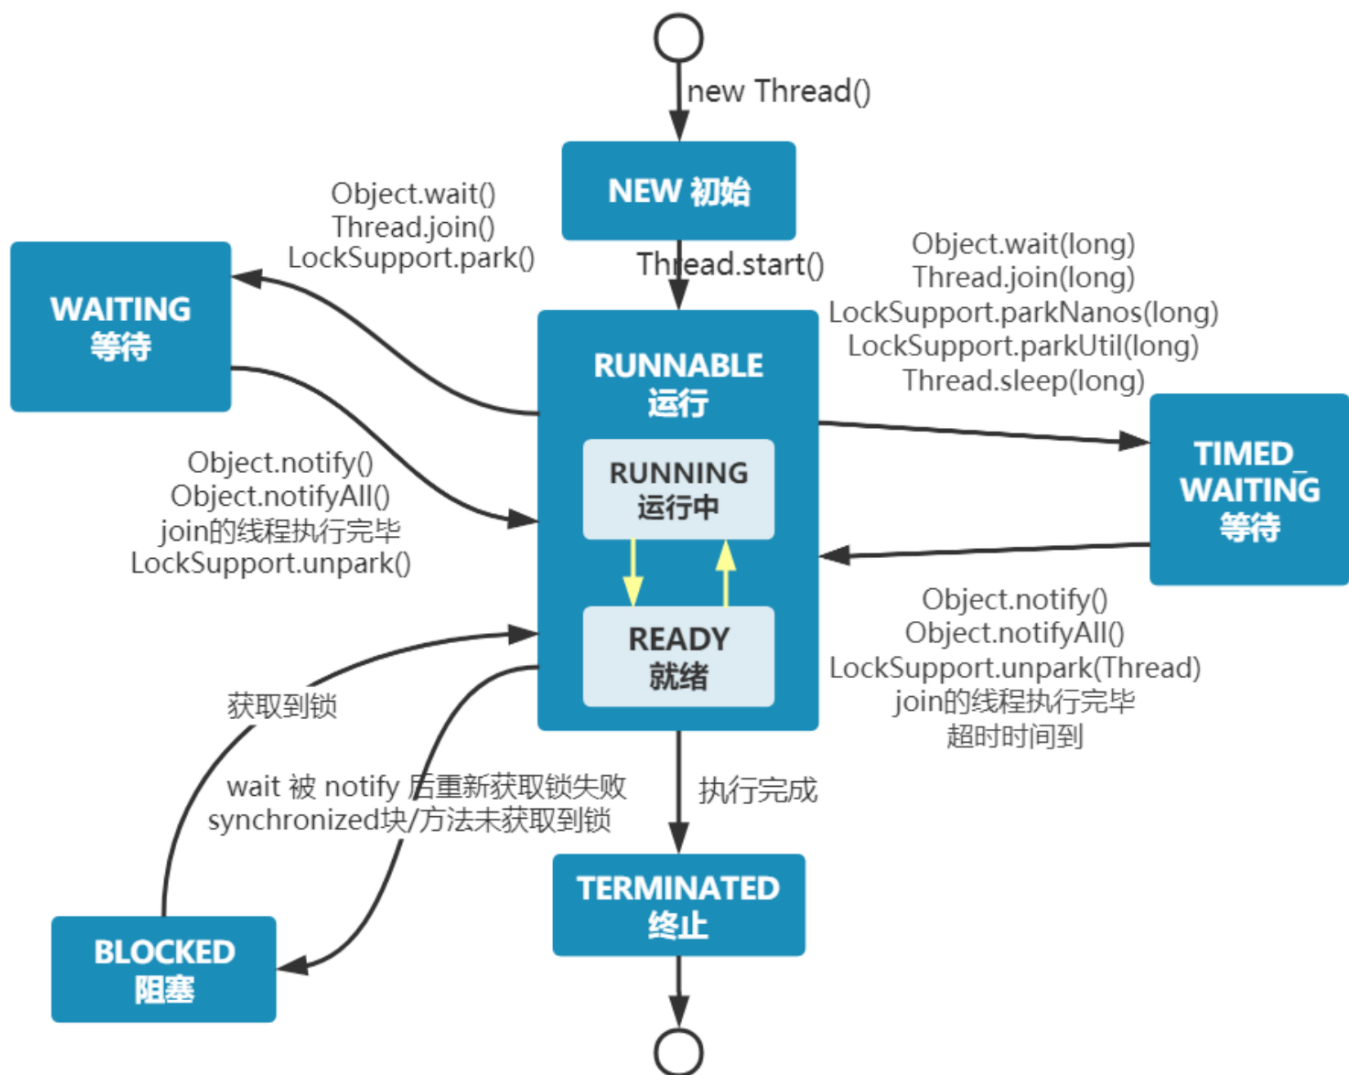 new Thread()
NEW 初始
Thread.start()
Object.wait()
Thread.join()
LockSupport.park()
WAITING
等待
Object.notify()
Object.notifyAll()
join的线程执行完毕
LockSupport.unpark()
RUNNABLE
运行
RUNNING
运行中
READY
就绪
Object.wait(long)
Thread.join(long)
LockSupport.parkNanos(long)
LockSupport.parkUtil(long)
Thread.sleep(long)
TIMED_
WAITING
等待
Object.notify()
Object.notifyAll()
LockSupport.unpark(Thread)
join的线程执行完毕
超时时间到
获取到锁
wait 被 notify 后重新获取锁失败
synchronized块/方法未获取到锁
BLOCKED
阻塞
执行完成
TERMINATED
终止